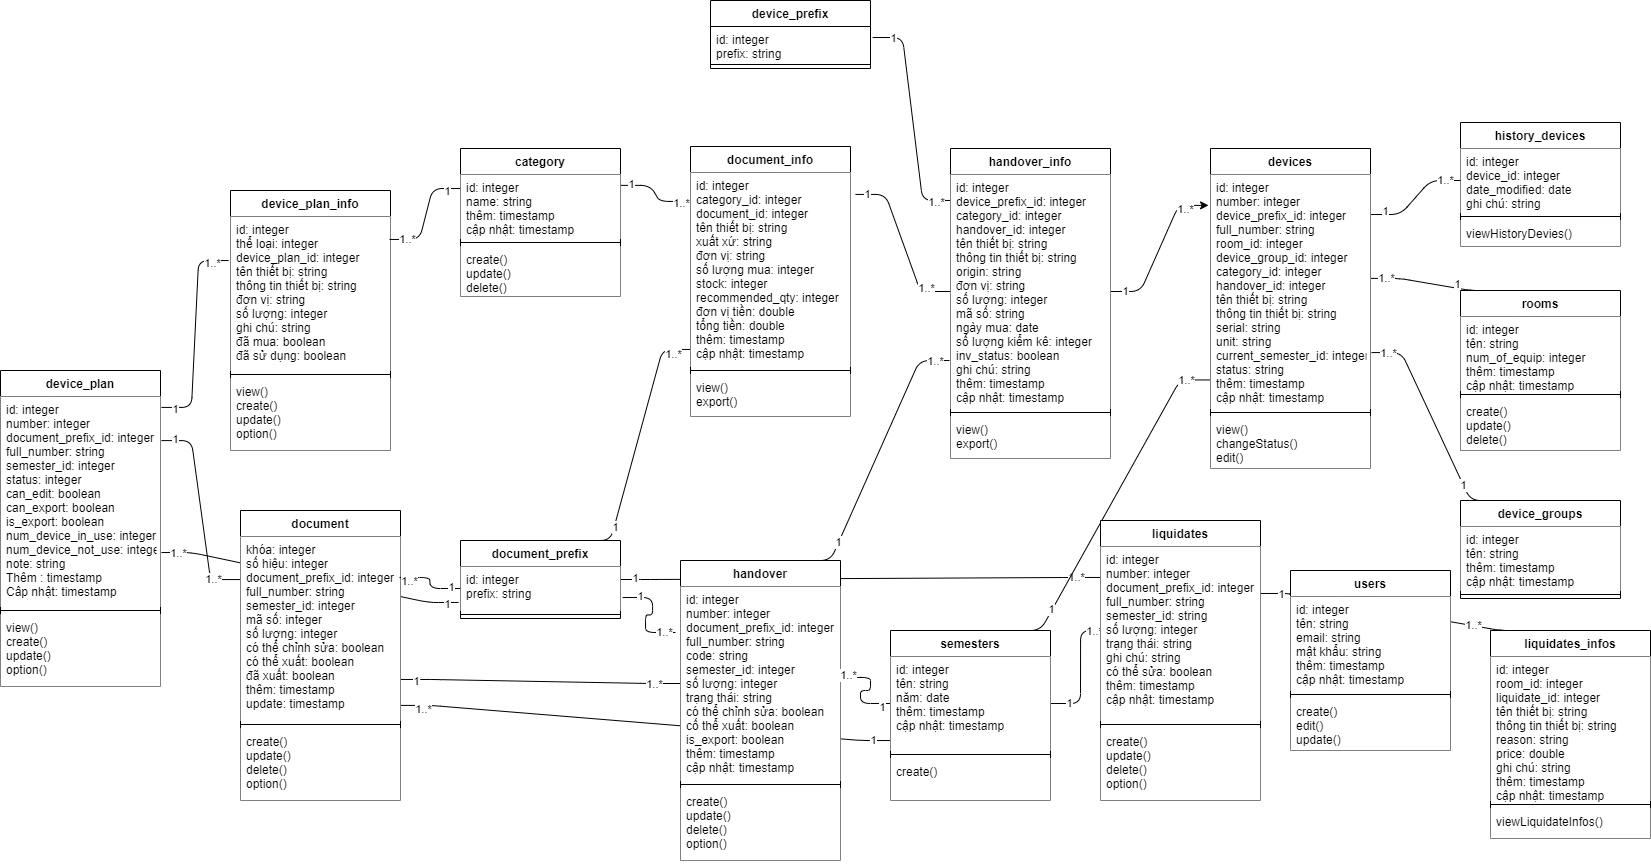 device_prefix
id: integer
prefix: string
1
1..*
history_devices
id: integer
device_id: integer
date_modified: date
ghi chú: string
viewHistoryDevies()
category
id: integer
name: string
thêm: timestamp
cập nhật: timestamp
create()
update()
delete()
1
1..*
document_info
id: integer
category_id: integer
document_id: integer
tên thiết bị: string
xuất xứ: string
đơn vị: string
số lượng mua: integer
stock: integer
recommended_qty: integer
đơn vị tiền: double
tổng tiền: double
thêm: timestamp
cập nhật: timestamp
view()
export()
1
1..*
handover_info
id: integer
device_prefix_id: integer
category_id: integer
handover_id: integer
tên thiết bị: string
thông tin thiết bị: string
origin: string
đơn vị: string
số lượng: integer
mã số: string
ngày mua: date
số lượng kiểm kê: integer
inv_status: boolean
ghi chú: string
thêm: timestamp
cập nhật: timestamp
view()
export()
1
1..*
devices
id: integer
number: integer
device_prefix_id: integer
full_number: string
room_id: integer
device_group_id: integer
category_id: integer
handover_id: integer
tên thiết bị: string
thông tin thiết bị: string
serial: string
unit: string
current_semester_id: integer
status: string
thêm: timestamp
cập nhật: timestamp
view()
changeStatus()
edit()
1
1..*
1..*
1
1..*
1
device_plan_info
id: integer
thể loại: integer
device_plan_id: integer
tên thiết bị: string
thông tin thiết bị: string
đơn vị: string
số lượng: integer
ghi chú: string
đã mua: boolean
đã sử dụng: boolean
view()
create()
update()
option()
1..*
1
rooms
id: integer
tên: string
num_of_equip: integer
thêm: timestamp
cập nhật: timestamp
create()
update()
delete()
device_plan
id: integer
number: integer
document_prefix_id: integer
full_number: string
semester_id: integer
status: integer
can_edit: boolean
can_export: boolean
is_export: boolean
num_device_in_use: integer
num_device_not_use: intege
note: string
Thêm : timestamp
Cập nhật: timestamp
view()
create()
update()
option()
1
1..*
1
1..*
1..*
1
device_groups
id: integer
tên: string
thêm: timestamp
cập nhật: timestamp
document
khóa: integer
số hiệu: integer
document_prefix_id: integer
full_number: string
semester_id: integer
mã số: integer
số lượng: integer
có thể chỉnh sửa: boolean
có thể xuất: boolean
đã xuất: boolean
thêm: timestamp
update: timestamp
create()
update()
delete()
option()
1..*
1
1
1..*
1..*
1
document_prefix
id: integer
prefix: string
1
1..*
1
1..*
1
1..*
handover
id: integer
number: integer
document_prefix_id: integer
full_number: string
code: string
semester_id: integer
số lượng: integer
trạng thái: string
có thể chỉnh sửa: boolean
cố thể xuất: boolean
is_export: boolean
thêm: timestamp
cập nhật: timestamp
create()
update()
delete()
option()
1
1..*
1..*
1
semesters
id: integer
tên: string
năm: date
thêm: timestamp
cập nhật: timestamp
create()
1
1..*
1
1..*
liquidates
id: integer
number: integer
document_prefix_id: integer
full_number: string
semester_id: string
số lượng: integer
trạng thái: string
ghi chú: string
có thể sửa: boolean
thêm: timestamp
cập nhật: timestamp
create()
update()
delete()
option()
1
1..*
users
id: integer
tên: string
email: string
mật khẩu: string
thêm: timestamp
cập nhật: timestamp
create()
edit()
update()
liquidates_infos
id: integer
room_id: integer
liquidate_id: integer
tên thiết bị: string
thông tin thiết bị: string
reason: string
price: double
ghi chú: string
thêm: timestamp
cập nhật: timestamp
viewLiquidateInfos()